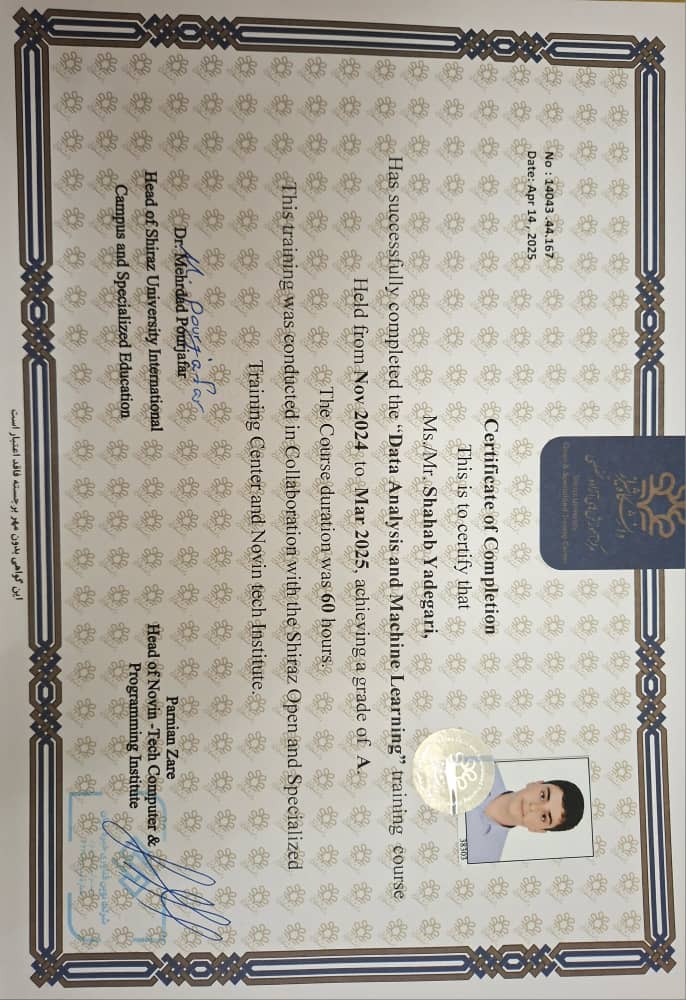 دانشگاه شیراز
مرکز آموزش‌های آزاد و تخصصی
Shiraz University
Open & Specialized Training Center
No : 14043 .44.167
Date: Apr 14 , 2025
38303
Certificate of Completion
This is to certify that
Ms./Mr. Shahab Yadegari,
Has successfully completed the “Data Analysis and Machine Learning” training course
Held from Nov 2024 to Mar 2025, achieving a grade of A.
The Course duration was 60 hours.
This training was conducted in Collaboration with the Shiraz Open and Specialized
Training Center and Novin tech Institute.
M. Pourjafar
Dr. Mehrdad Pourjafar
Head of Shiraz University International
Campus and Specialized Education
Parnian Zare
Head of Novin -Tech Computer &
Programming Institute
شرکت نوین فناوری خبره
این گواهی بدون مهر برجسته فاقد اعتبار است